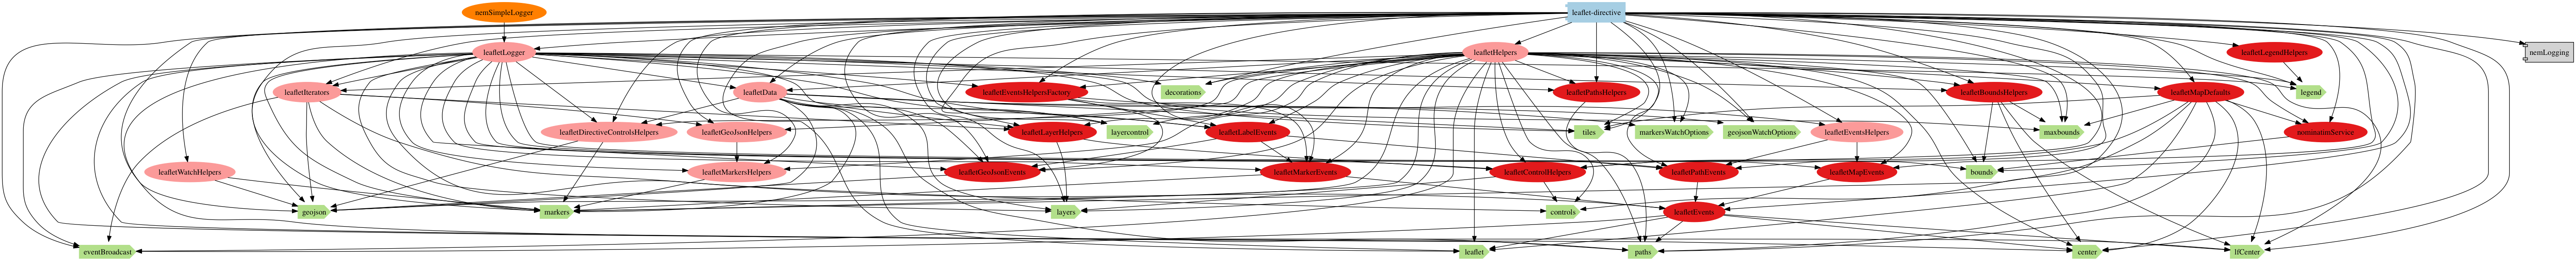 nemSimpleLogger
leaflet-directive
leafletLogger
leafletHelpers
leafletLegendHelpers
nemLogging
leafletIterators
leafletData
leafletEventsHelpersFactory
decorations
leafletPathsHelpers
leafletBoundsHelpers
leafletMapDefaults
legend
leafletDirectiveControlsHelpers
leafletGeoJsonHelpers
leafletLayerHelpers
layercontrol
leafletLabelEvents
tiles
markersWatchOptions
geojsonWatchOptions
leafletEventsHelpers
maxbounds
nominatimService
leafletWatchHelpers
leafletMarkersHelpers
leafletGeoJsonEvents
leafletMarkerEvents
leafletControlHelpers
leafletPathEvents
leafletMapEvents
bounds
geojson
markers
layers
controls
leafletEvents
eventBroadcast
leaflet
paths
center
lfCenter